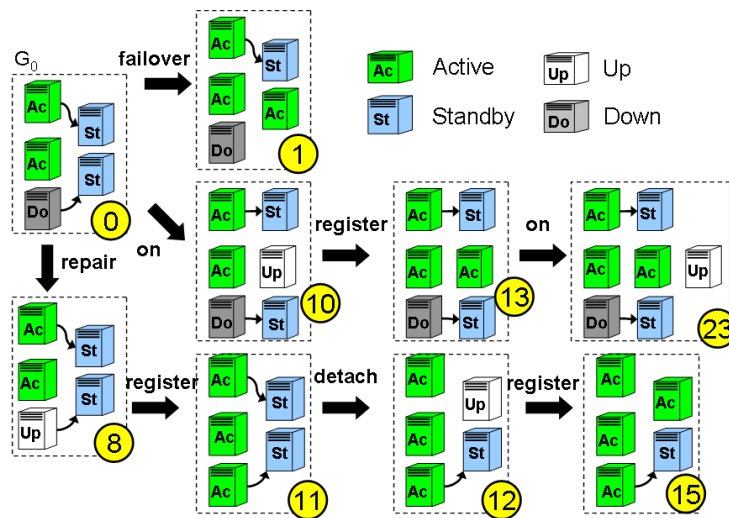 G0
failover
Ac Active
Up Up
St Standby
Do Down
Ac
St
Ac
St
Do
0
Ac
St
Ac
Ac
Do
1
repair
on
Ac
St
Ac
Up
Do
St
10
register
Ac
St
Ac
Ac
Do
St
13
on
Ac
St
Ac
Ac
Up
Do
St
23
Ac
St
Ac
St
Up
8
register
Ac
St
Ac
St
Ac
11
detach
Ac
Up
Ac
St
Ac
12
register
Ac
Ac
Ac
St
Ac
15